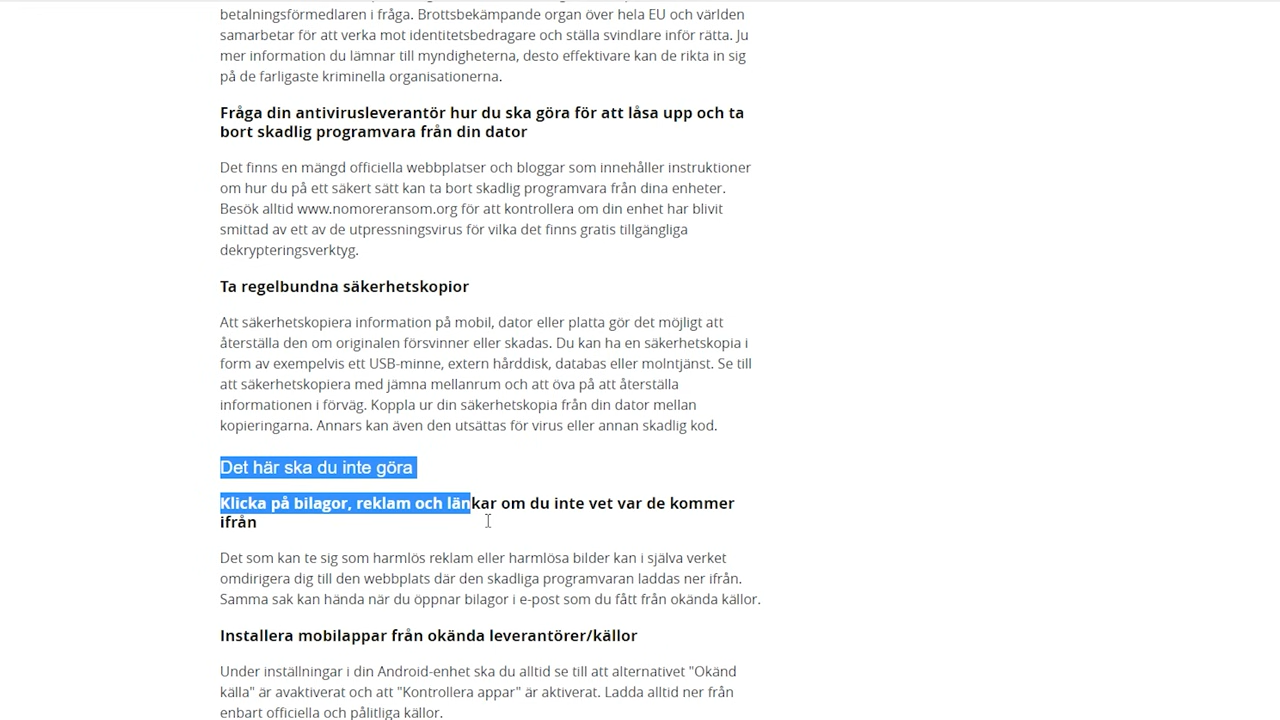 betalningsförmedlaren i fråga. Brottsbekämpande organ över hela EU och världen
samarbetar för att verka mot identitetsbedragare och ställa svindlare inför rätta. Ju
mer information du lämnar till myndigheterna, desto effektivare kan de rikta in sig
på de farligaste kriminella organisationerna.
Fråga din antivirusleverantör hur du ska göra för att låsa upp och ta
bort skadlig programvara från din dator
Det finns en mängd officiella webbplatser och bloggar som innehåller instruktioner
om hur du på ett säkert sätt kan ta bort skadlig programvara från dina enheter.
Besök alltid www.nomoreransom.org för att kontrollera om din enhet har blivit
smittad av ett av de utpressningsvirus för vilka det finns gratis tillgängliga
dekrypteringsverktyg.
Ta regelbundna säkerhetskopior
Att säkerhetskopiera information på mobil, dator eller platta gör det möjligt att
återställa den om originalen försvinner eller skadas. Du kan ha en säkerhetskopia i
form av exempelvis ett USB-minne, extern hårddisk, databas eller molntjänst. Se till
att säkerhetskopiera med jämna mellanrum och att öva på att återställa
informationen i förväg. Koppla ur din säkerhetskopia från din dator mellan
kopieringarna. Annars kan även den utsättas för virus eller annan skadlig kod.
Det här ska du inte göra
Klicka på bilagor, reklam och länkar om du inte vet var de kommer
ifrån
Det som kan te sig som harmlös reklam eller harmlösa bilder kan i själva verket
omdirigera dig till den webbplats där den skadliga programvaran laddas ner ifrån.
Samma sak kan hända när du öppnar bilagor i e-post som du fått från okända källor.
Installera mobilappar från okända leverantörer/källor
Under inställningar i din Android-enhet ska du alltid se till att alternativet "Okänd
källa" är avaktiverat och att "Kontrollera appar" är aktiverat. Ladda alltid ner från
enbart officiella och pålitliga källor.